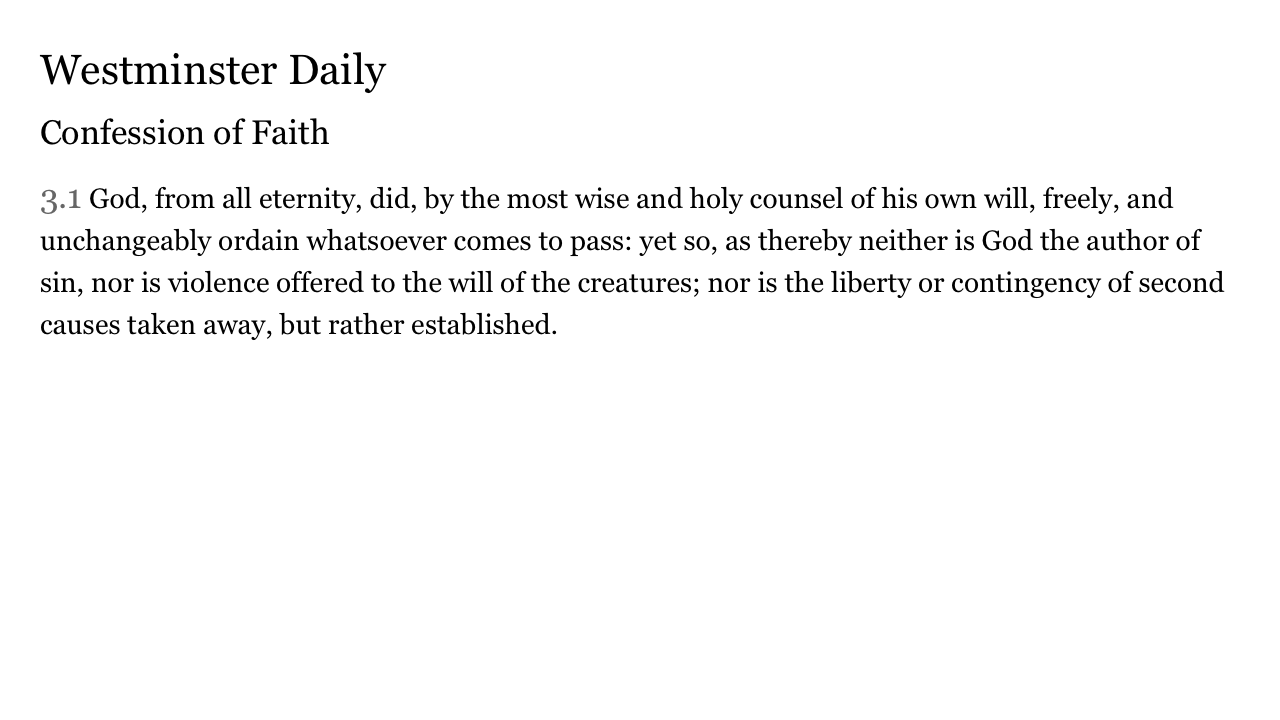 Westminster Daily
Confession of Faith
3.1 God, from all eternity, did, by the most wise and holy counsel of his own will, freely, and
unchangeably ordain whatsoever comes to pass: yet so, as thereby neither is God the author of
sin, nor is violence offered to the will of the creatures; nor is the liberty or contingency of second
causes taken away, but rather established.